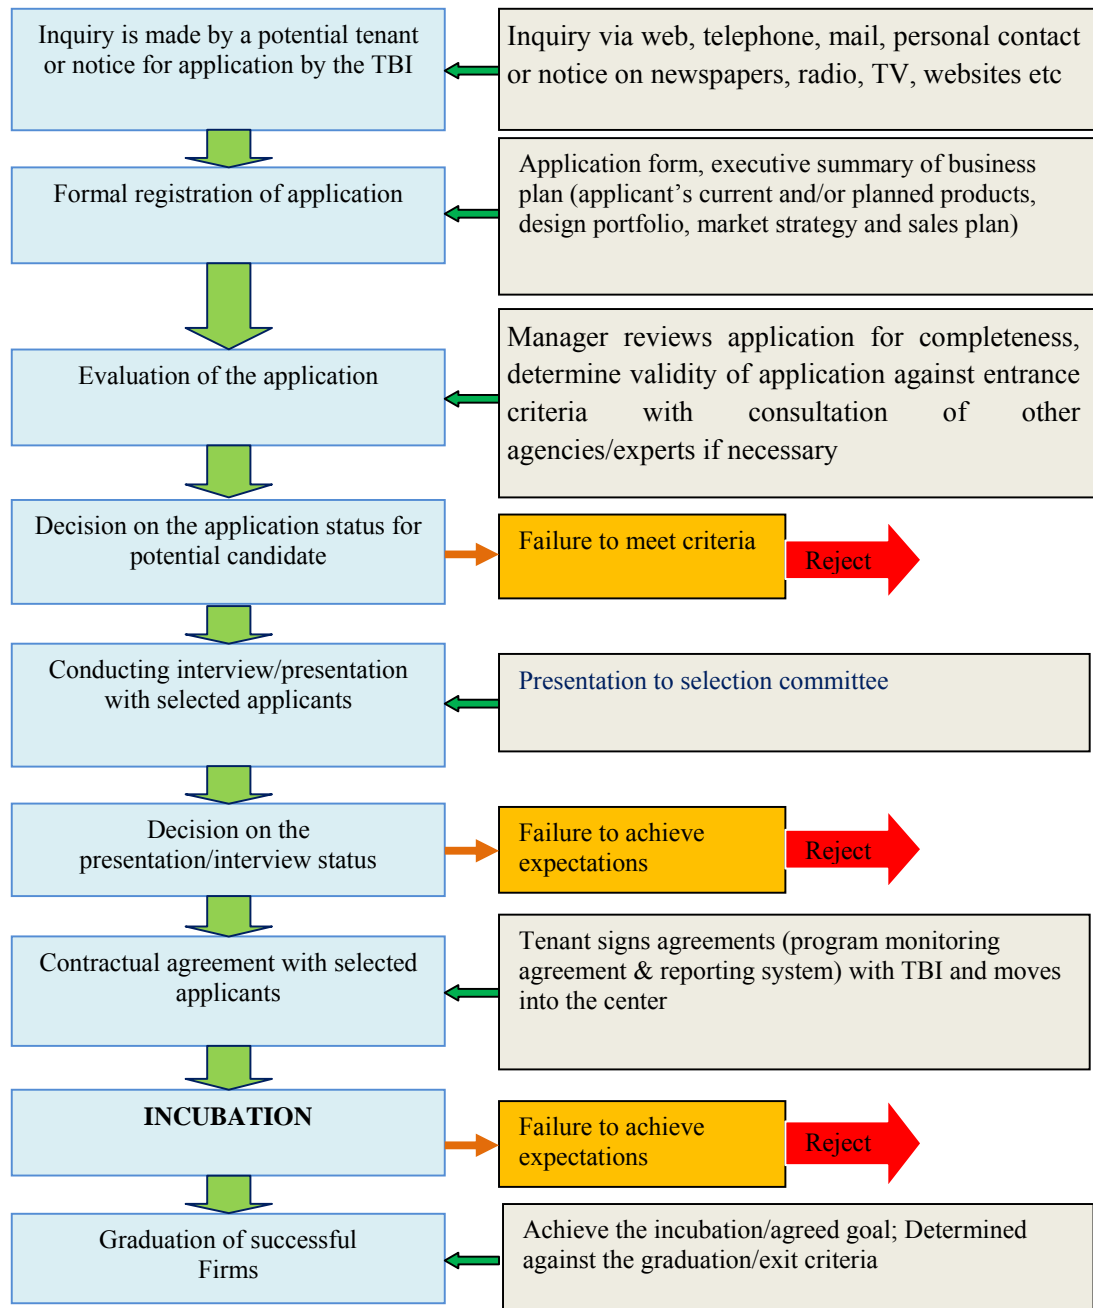 Inquiry is made by a potential tenant
or notice for application by the TBI
Inquiry via web, telephone, mail, personal contact
or notice on newspapers, radio, TV, websites etc
Formal registration of application
Application form, executive summary of business
plan (applicant’s current and/or planned products,
design portfolio, market strategy and sales plan)
Evaluation of the application
Manager reviews application for completeness,
determine validity of application against entrance
criteria with consultation of other
agencies/experts if necessary
Decision on the application status for
potential candidate
Failure to meet criteria
Reject
Conducting interview/presentation
with selected applicants
Presentation to selection committee
Decision on the
presentation/interview status
Failure to achieve
expectations
Reject
Contractual agreement with selected
applicants
Tenant signs agreements (program monitoring
agreement & reporting system) with TBI and moves
into the center
INCUBATION
Failure to achieve
expectations
Reject
Graduation of successful
Firms
Achieve the incubation/agreed goal; Determined
against the graduation/exit criteria